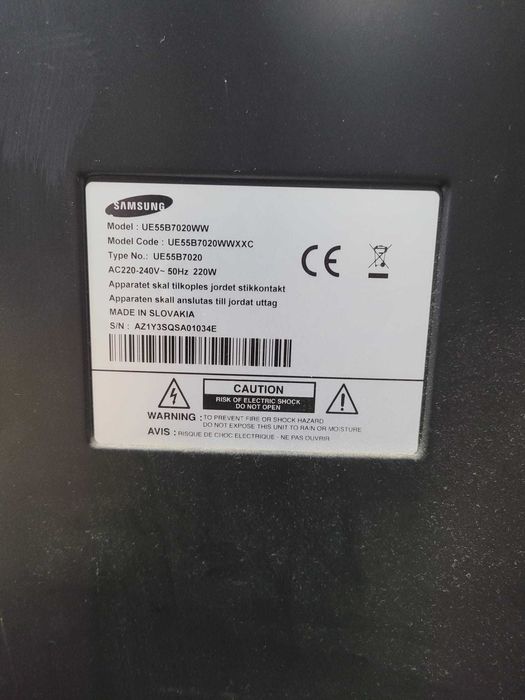 SAMSUNG
Model : UE55B7020WW
Model Code : UE55B7020WWXXC
Type No.: UE55B7020
AC220-240V~ 50Hz 220W
Apparatet skal tilkoples jordet stikkontakt
Apparaten skall anslutas till jordat uttag
MADE IN SLOVAKIA
S/N : AZ1Y3SQSA01034E
CE
CAUTION
RISK OF ELECTRIC SHOCK
DO NOT OPEN
WARNING : TO PREVENT FIRE OR SHOCK HAZARD
DO NOT EXPOSE THIS UNIT TO RAIN OR MOISTURE
AVIS : RISQUE DE CHOC ELECTRIQUE - NE PAS OUVRIR